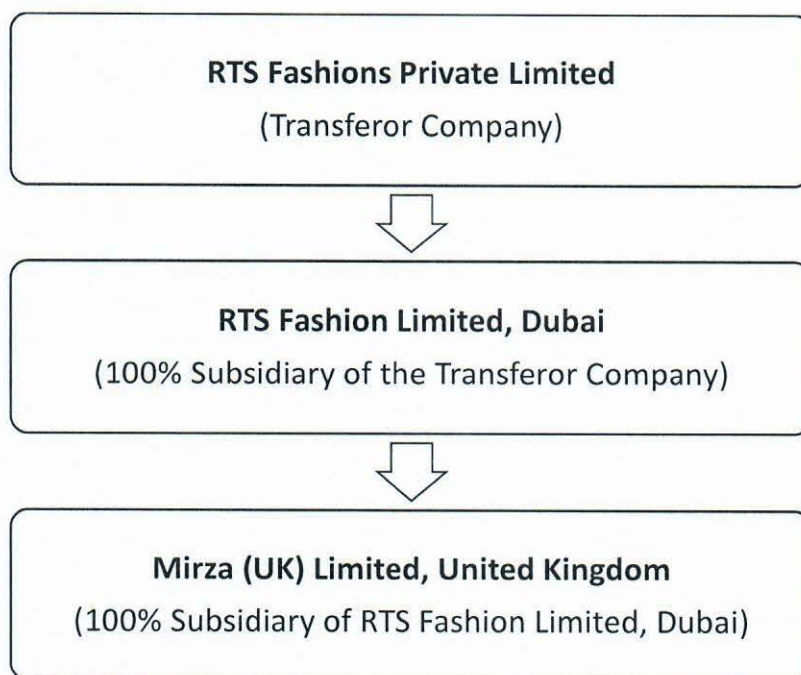 RTS Fashions Private Limited
(Transferor Company)
RTS Fashion Limited, Dubai
(100% Subsidiary of the Transferor Company)
Mirza (UK) Limited, United Kingdom
(100% Subsidiary of RTS Fashion Limited, Dubai)